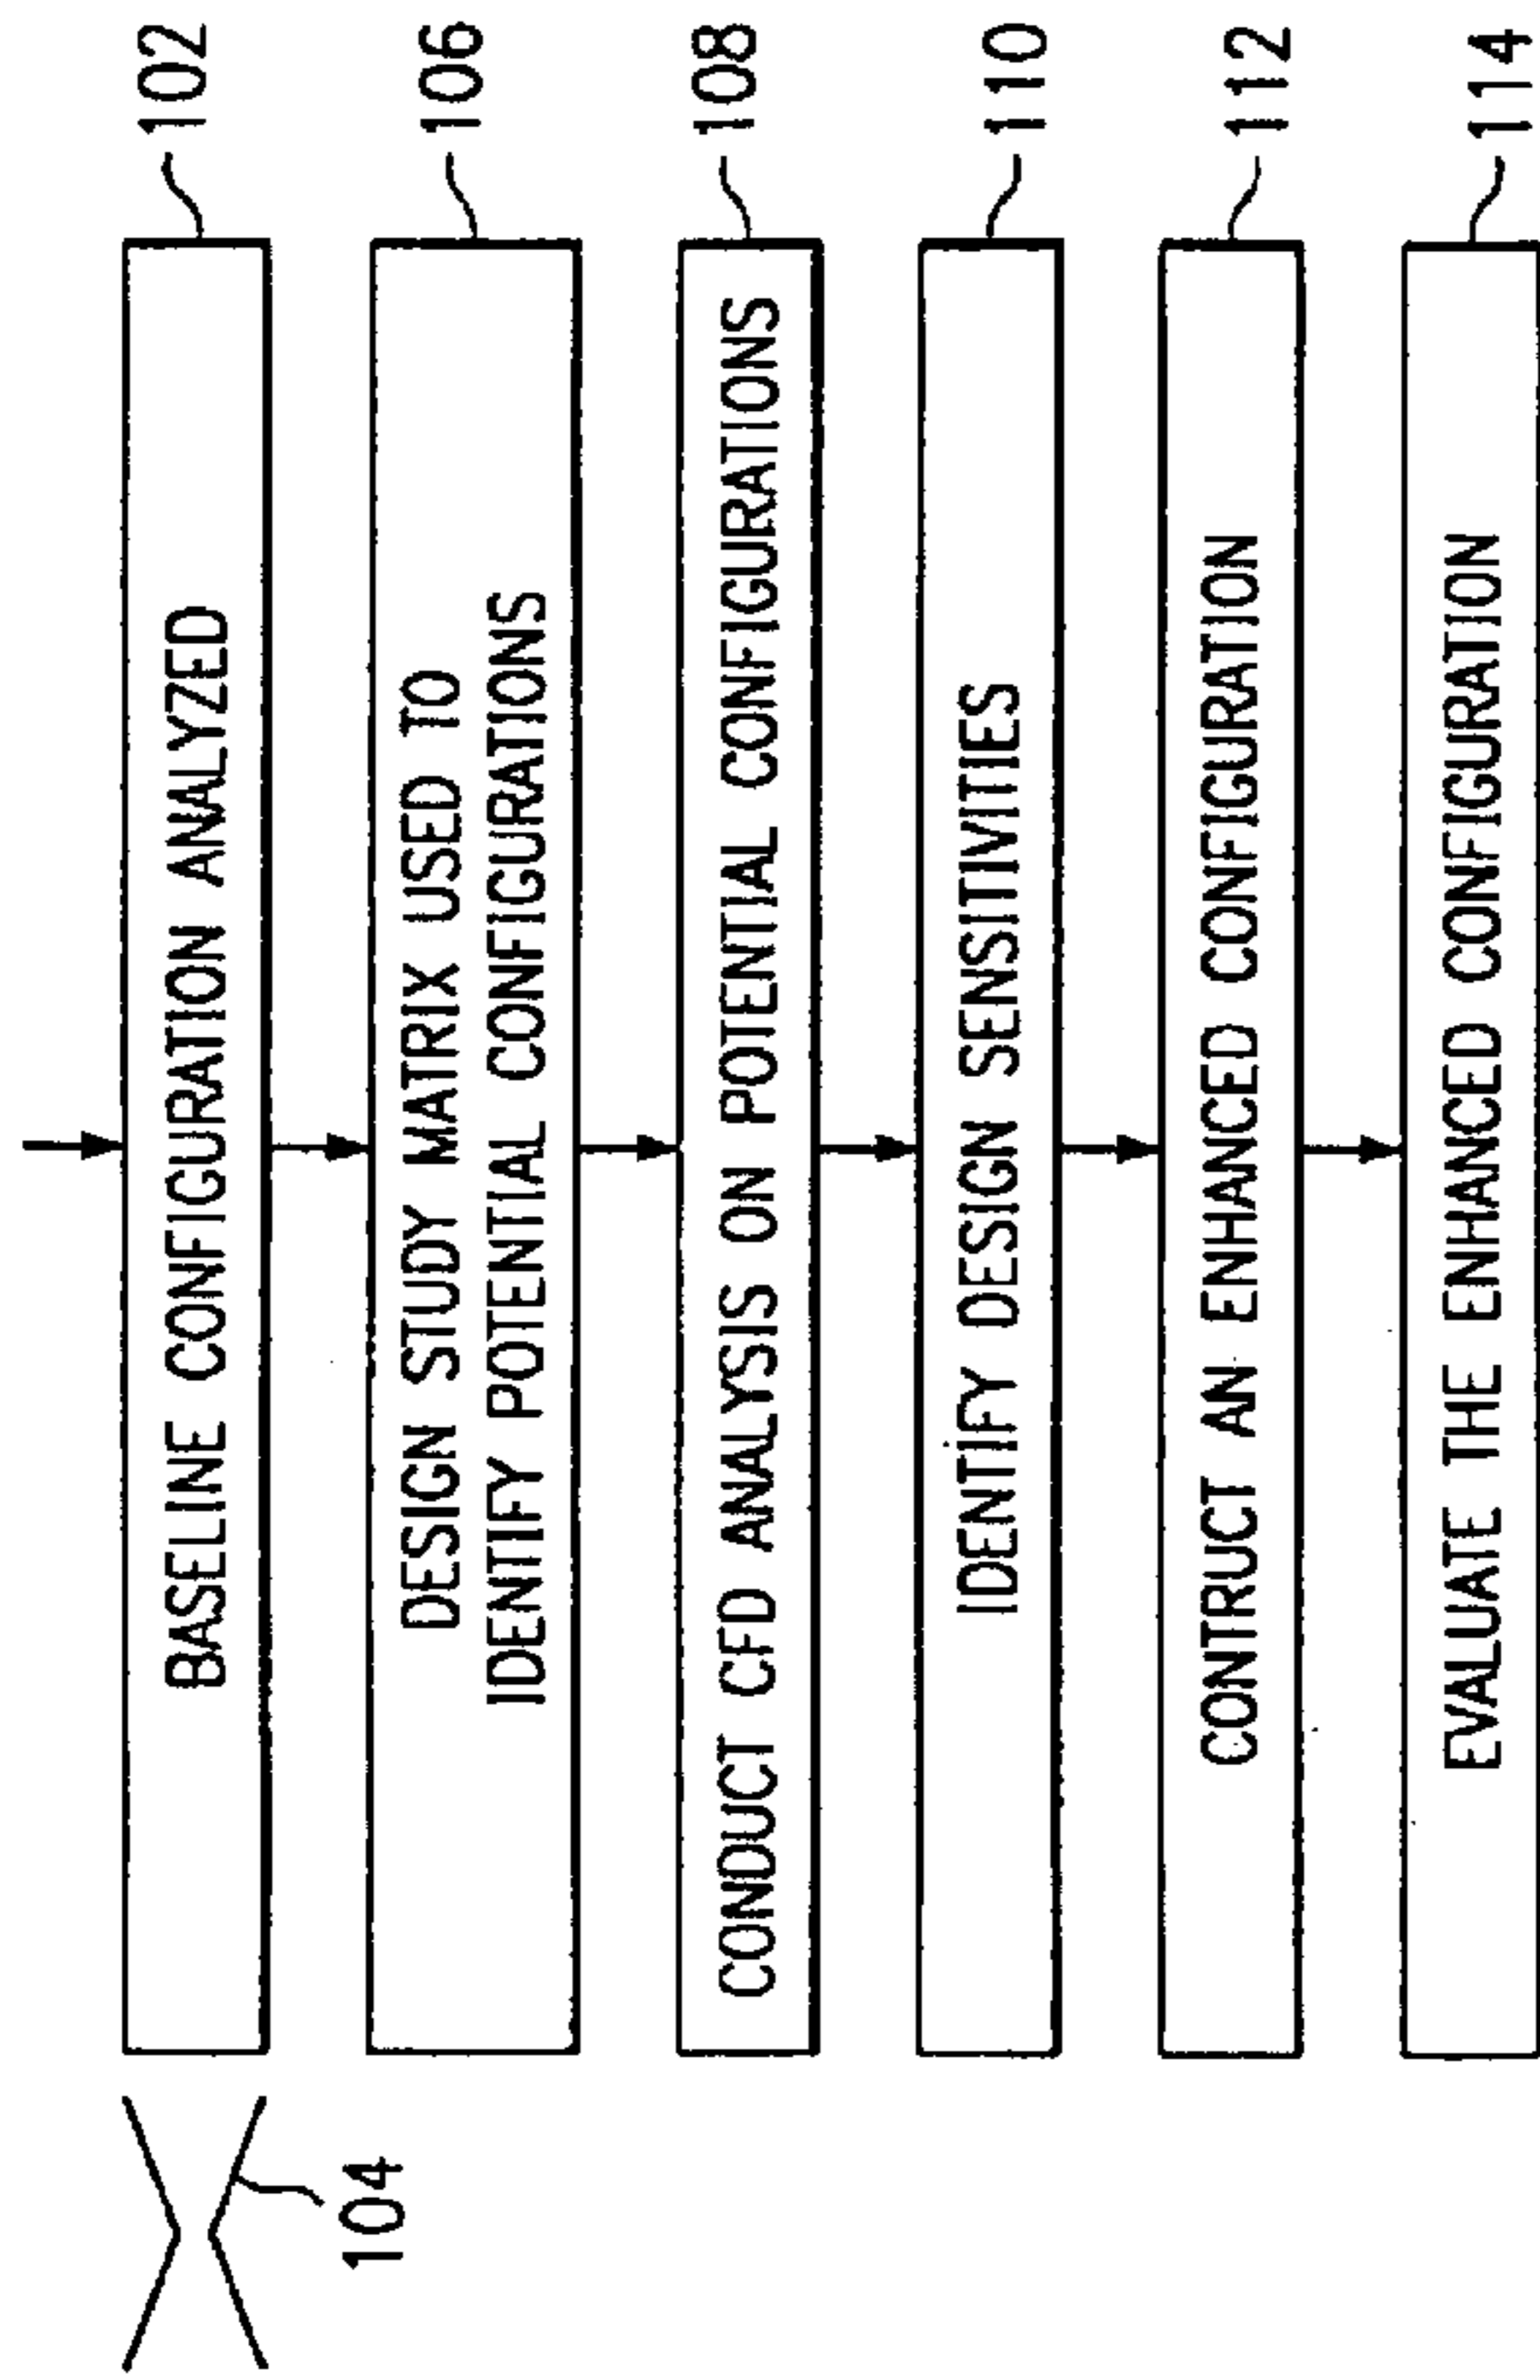 BASELINE CONFIGURATION ANALYZED
102
104
DESIGN STUDY MATRIX USED TO
IDENTIFY POTENTIAL CONFIGURATIONS
106
CONDUCT CFD ANALYSIS ON POTENTIAL CONFIGURATIONS
108
IDENTIFY DESIGN SENSITIVITIES
110
CONTRUCT AN ENHANCED CONFIGURATION
112
EVALUATE THE ENHANCED CONFIGURATION
114